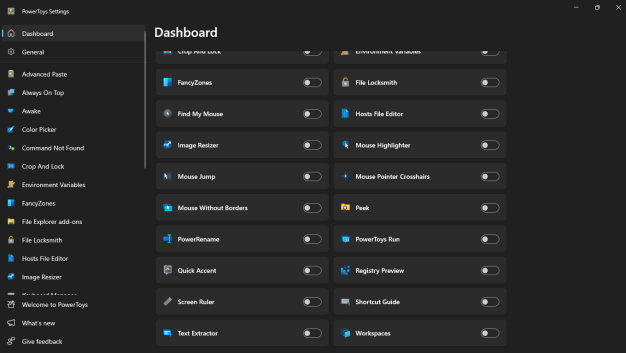 PowerToys Settings
Dashboard
General
Advanced Paste
Always On Top
Awake
Color Picker
Command Not Found
Crop And Lock
Environment Variables
FancyZones
File Explorer add-ons
File Locksmith
Hosts File Editor
Image Resizer
Keyboard Manager
Welcome to PowerToys
What's new
Give feedback
Dashboard
Crop And Lock
Environment Variables
FancyZones
File Locksmith
Find My Mouse
Hosts File Editor
Image Resizer
Mouse Highlighter
Mouse Jump
Mouse Pointer Crosshairs
Mouse Without Borders
Peek
PowerRename
PowerToys Run
Quick Accent
Registry Preview
Screen Ruler
Shortcut Guide
Text Extractor
Workspaces